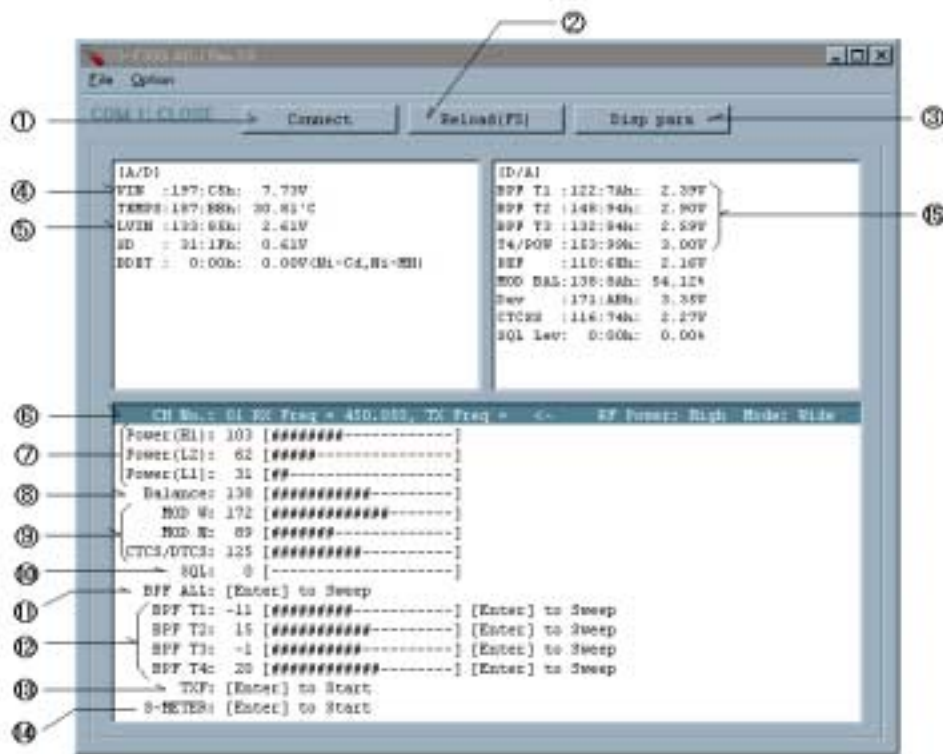 ②
File Option
① COM 1: CLOSE Connect Reload(F5) Disp para ③
[A/D]
④ VIN :197:C5h: 7.73V
TEMPS:187:BBh: 30.81'C
⑤ LVIN :133:85h: 2.61V
SD : 31:1Fh: 0.61V
BDET : 0:00h: 0.00V(Ni-Cd,Ni-MH)
[D/A]
BPF T1 :122:7Ah: 2.39V
BPF T2 :148:94h: 2.90V
BPF T3 :132:84h: 2.59V
T4/POW :153:99h: 3.00V
⑮
REF :110:6Eh: 2.16V
MOD BAL:138:8Ah: 54.12%
Dev :171:ABh: 3.35V
CTCSS :116:74h: 2.27V
SQL Lev: 0:00h: 0.00%
⑥ CH No.: 01 RX Freq = 450.000, TX Freq = <- RF Power: High Mode: Wide
Power(Hi): 103 [########------------]
⑦ Power(L2): 62 [#####---------------]
Power(L1): 31 [##------------------]
⑧ Balance: 138 [###########---------]
MOD W: 172 [#############-------]
⑨ MOD N: 89 [#######-------------]
CTCS/DTCS: 125 [##########----------]
⑩ SQL: 0 [--------------------]
⑪ BPF ALL: [Enter] to Sweep
BPF T1: -11 [#########-----------] [Enter] to Sweep
⑫ BPF T2: 15 [###########---------] [Enter] to Sweep
BPF T3: -1 [##########----------] [Enter] to Sweep
BPF T4: 20 [############--------] [Enter] to Sweep
⑬ TXF: [Enter] to Start
⑭ S-METER: [Enter] to Start